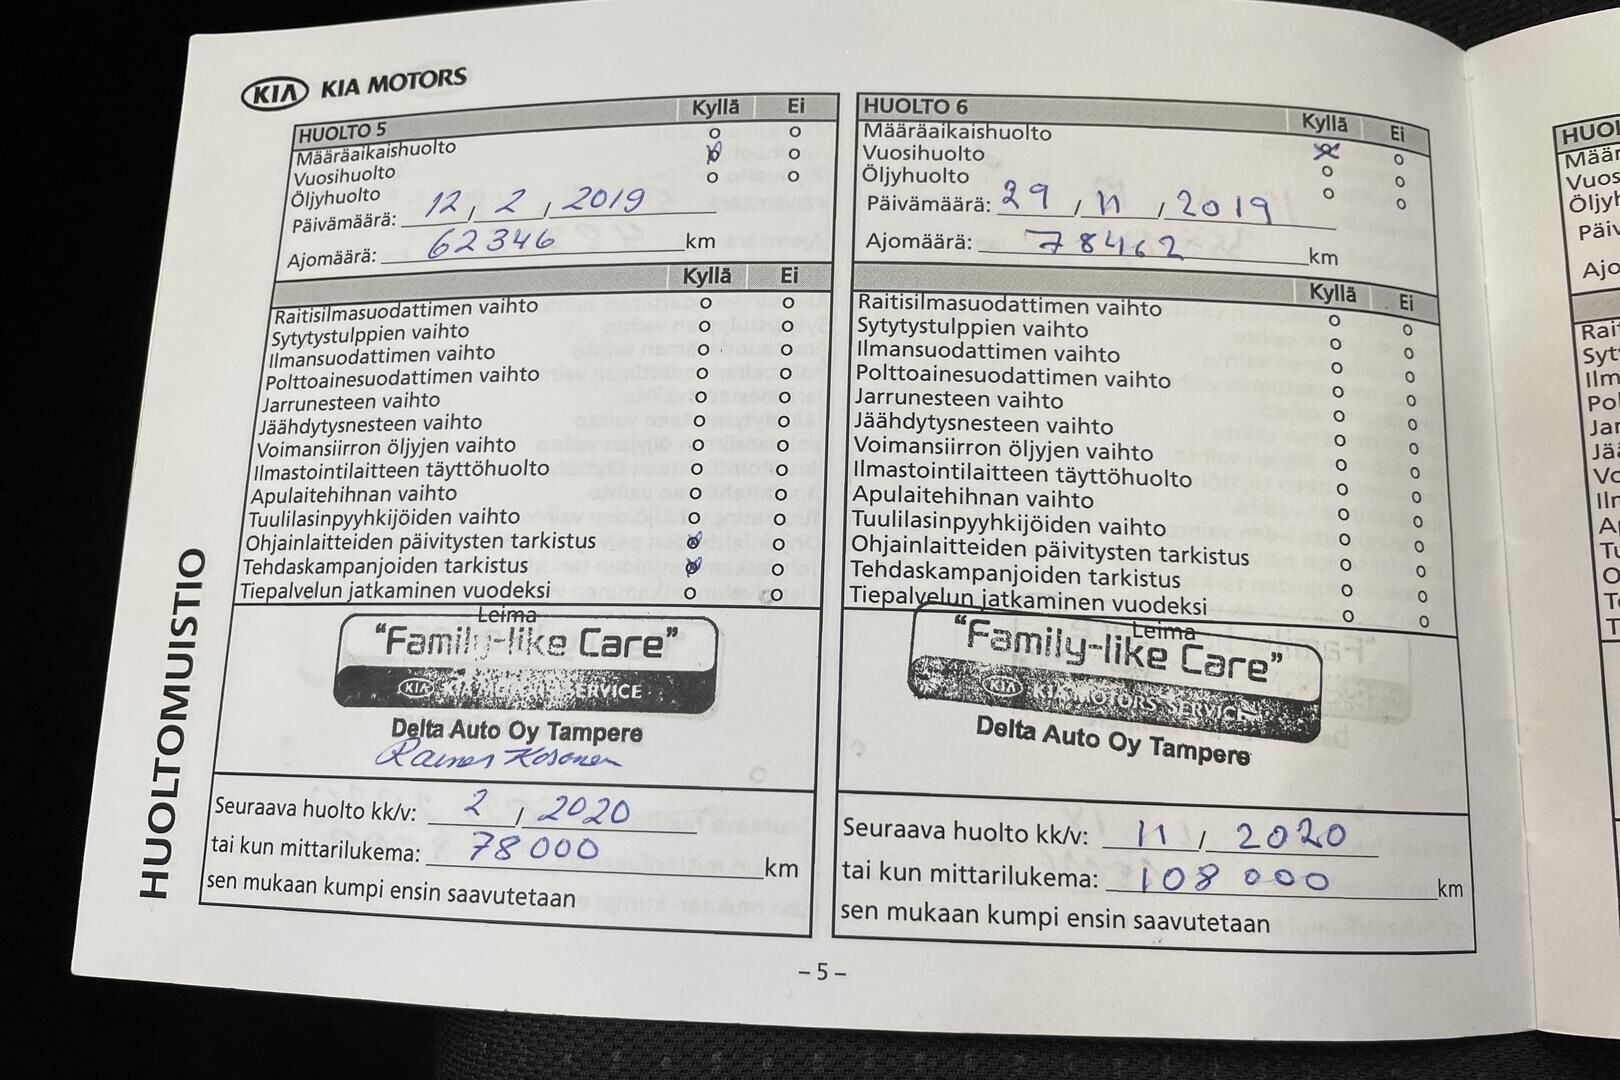 KIA KIA MOTORS
HUOLTO 5 Kyllä Ei
Määräaikaishuolto
Vuosihuolto
Öljyhuolto
Päivämäärä: 12 / 2 / 2019
Ajomäärä: 62346 km
Kyllä Ei
Raitisilmasuodattimen vaihto
Sytytystulppien vaihto
Ilmansuodattimen vaihto
Polttoainesuodattimen vaihto
Jarrunesteen vaihto
Jäähdytysnesteen vaihto
Voimansiirron öljyjen vaihto
Ilmastointilaitteen täyttöhuolto
Apulaitehihnan vaihto
Tuulilasinpyyhkijöiden vaihto
Ohjainlaitteiden päivitysten tarkistus
Tehdaskampanjoiden tarkistus
Tiepalvelun jatkaminen vuodeksi
Leima
"Family-like Care"
KIA KIA MOTORS SERVICE
Delta Auto Oy Tampere
Seuraava huolto kk/v: 2 / 2020
tai kun mittarilukema: 78 000 km
sen mukaan kumpi ensin saavutetaan
HUOLTO 6 Kyllä Ei
Määräaikaishuolto
Vuosihuolto
Öljyhuolto
Päivämäärä: 29 / 11 / 2019
Ajomäärä: 78462 km
Kyllä Ei
Raitisilmasuodattimen vaihto
Sytytystulppien vaihto
Ilmansuodattimen vaihto
Polttoainesuodattimen vaihto
Jarrunesteen vaihto
Jäähdytysnesteen vaihto
Voimansiirron öljyjen vaihto
Ilmastointilaitteen täyttöhuolto
Apulaitehihnan vaihto
Tuulilasinpyyhkijöiden vaihto
Ohjainlaitteiden päivitysten tarkistus
Tehdaskampanjoiden tarkistus
Tiepalvelun jatkaminen vuodeksi
Leima
"Family-like Care"
KIA KIA MOTORS SERVICE
Delta Auto Oy Tampere
Seuraava huolto kk/v: 11 / 2020
tai kun mittarilukema: 108 000 km
sen mukaan kumpi ensin saavutetaan
HUOLTOMUISTIO
– 5 –